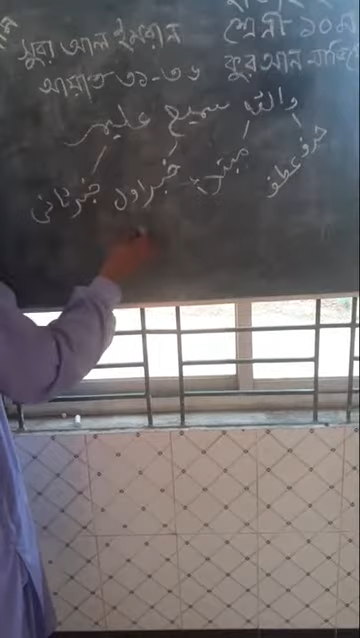 শ্রেণী ১০ম
সুরা আল ইমরান
কুরআন মাজিদ
আয়াত ৩১-৩৬
والله سميع عليم
حرف عطف
مبتدأ
خبر اول
خبر ثاني